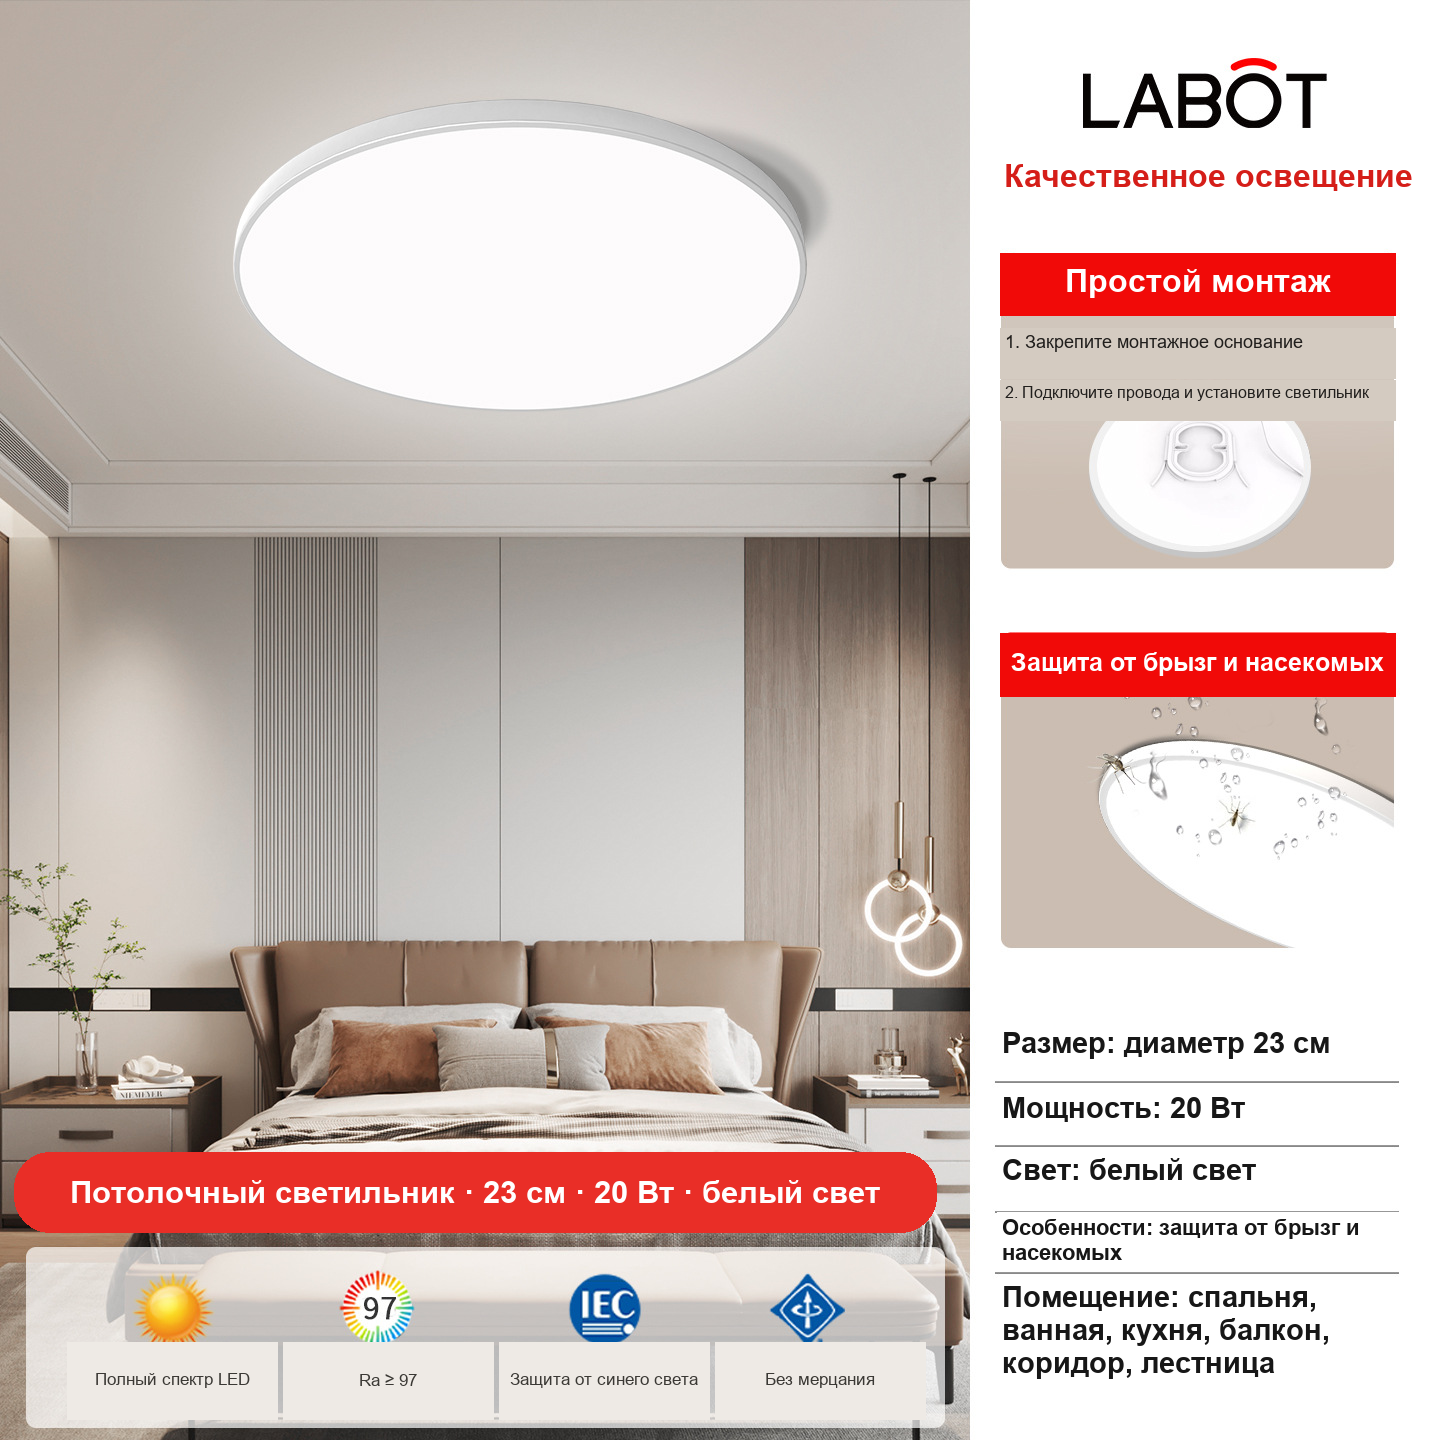 LABOT
Качественное освещение
Простой монтаж
1. Закрепите монтажное основание
2. Подключите провода и установите светильник
Защита от брызг и насекомых
Размер: диаметр 23 см
Мощность: 20 Вт
Свет: белый свет
Особенности: защита от брызг и
насекомых
Помещение: спальня,
ванная, кухня, балкон,
коридор, лестница
NIEMEYER
Потолочный светильник · 23 см · 20 Вт · белый свет
97
IEC
Полный спектр LED
Ra ≥ 97
Защита от синего света
Без мерцания